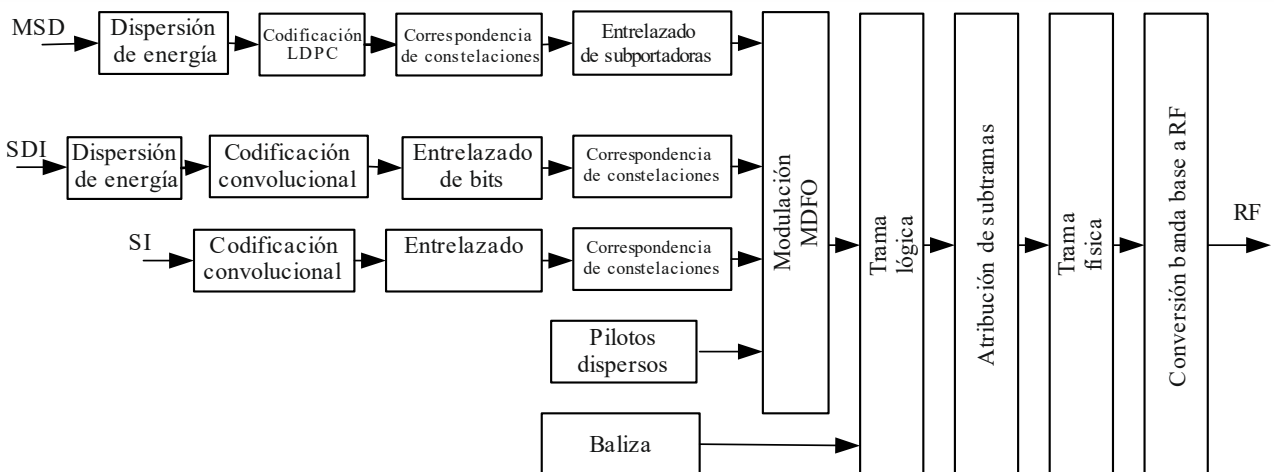 MSD
Dispersión
de energía
Codificación
LDPC
Correspondencia
de constelaciones
Entrelazado
de subportadoras
SDI
Dispersión
de energía
Codificación
convolucional
Entrelazado
de bits
Correspondencia
de constelaciones
SI
Codificación
convolucional
Entrelazado
Correspondencia
de constelaciones
Pilotos
dispersos
Baliza
Modulación
MDFO
Trama
lógica
Atribución de subtramas
Trama
física
Conversión banda base a RF
RF